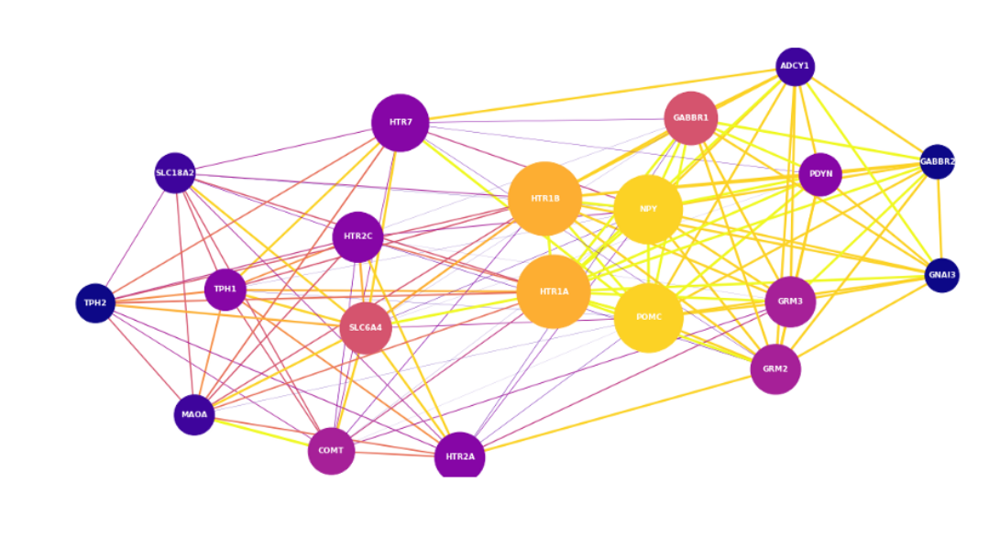 ADCY1
GABBR1
HTR7
GABBR2
SLC18A2
PDYN
HTR1B
NPY
HTR2C
GNAI3
TPH1
HTR1A
TPH2
GRM3
POMC
SLC6A4
GRM2
MAOA
COMT
HTR2A